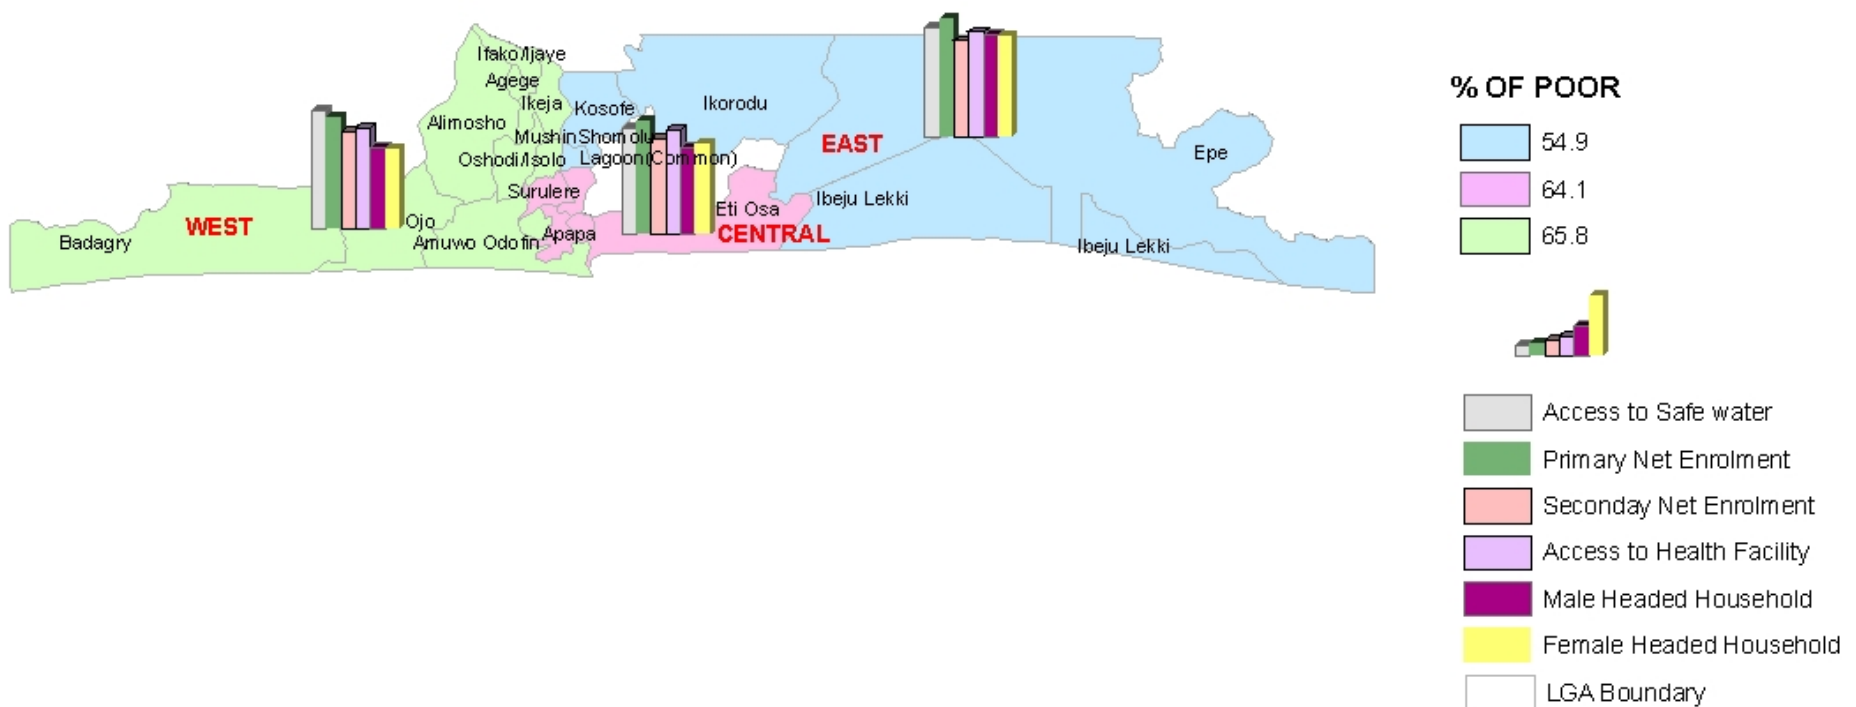 Ifako/Ijaye
Agege
Ikeja
Kosofe
Ikorodu
Alimosho
Mushin
Shomolu
EAST
Oshodi/Isolo
Lagoon(Common)
Epe
Surulere
Ibeju Lekki
Eti Osa
WEST
Ojo
Badagry
Amuwo Odofin
Apapa
CENTRAL
Ibeju Lekki
% OF POOR
54.9
64.1
65.8
Access to Safe water
Primary Net Enrolment
Seconday Net Enrolment
Access to Health Facility
Male Headed Household
Female Headed Household
LGA Boundary